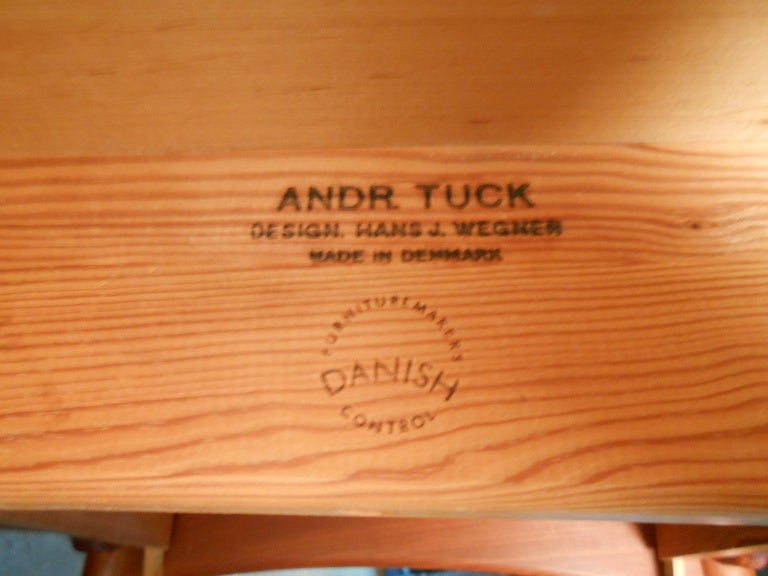 ANDR. TUCK
DESIGN. HANS J. WEGNER
MADE IN DENMARK
FURNITUREMAKERS
DANISH
CONTROL